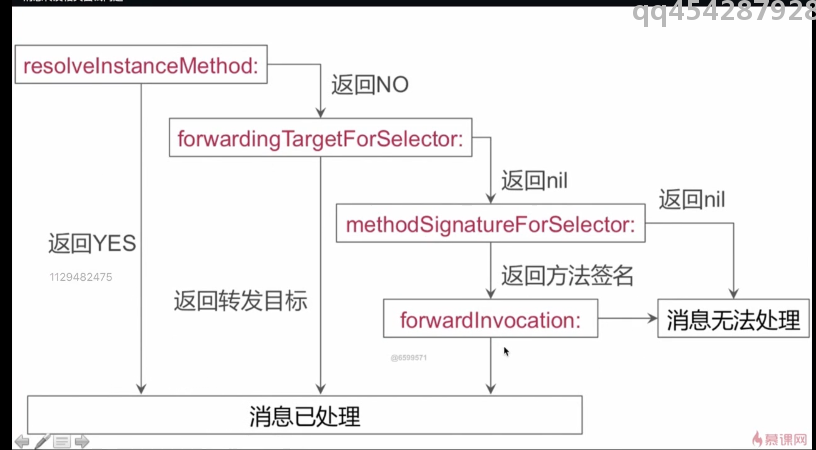 qq454287928
resolveInstanceMethod:
返回NO
forwardingTargetForSelector:
返回nil
返回nil
methodSignatureForSelector:
返回YES
1129482475
返回方法签名
返回转发目标
forwardInvocation:
消息无法处理
@6599571
消息已处理
慕课网